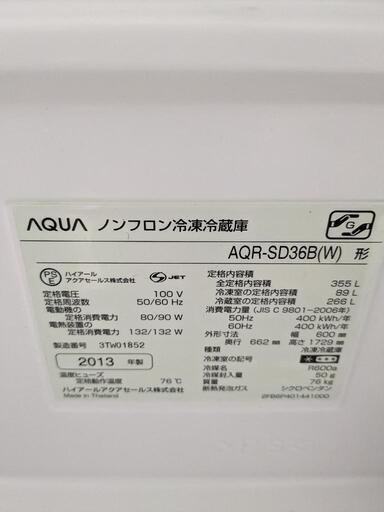 AQUA ノンフロン冷凍冷蔵庫
AQR-SD36B(W) 形
PS E ハイアール アクアセールス株式会社 JET
定格電圧 100 V
定格周波数 50/60 Hz
電動機の
定格消費電力 80/90 W
電熱装置の
定格消費電力 132/132 W
製造番号 3TW01852
2013 年製
温度ヒューズ
定格動作温度 76℃
ハイアールアクアセールス株式会社
Made in Thailand
定格内容積
全定格内容積 355 L
冷凍室の定格内容積 89 L
冷蔵室の定格内容積 266 L
消費電力量(JIS C 9801-2006年)
50Hz 400 kWh/年
60Hz 400 kWh/年
外形寸法 幅 600 mm
奥行 662 mm 高さ 1729 mm
種類 冷凍冷蔵庫
冷凍室の記号
冷媒名 R600a
冷媒封入量 50 g
質量 76 kg
断熱発泡ガス シクロペンタン
2FB6P401441000